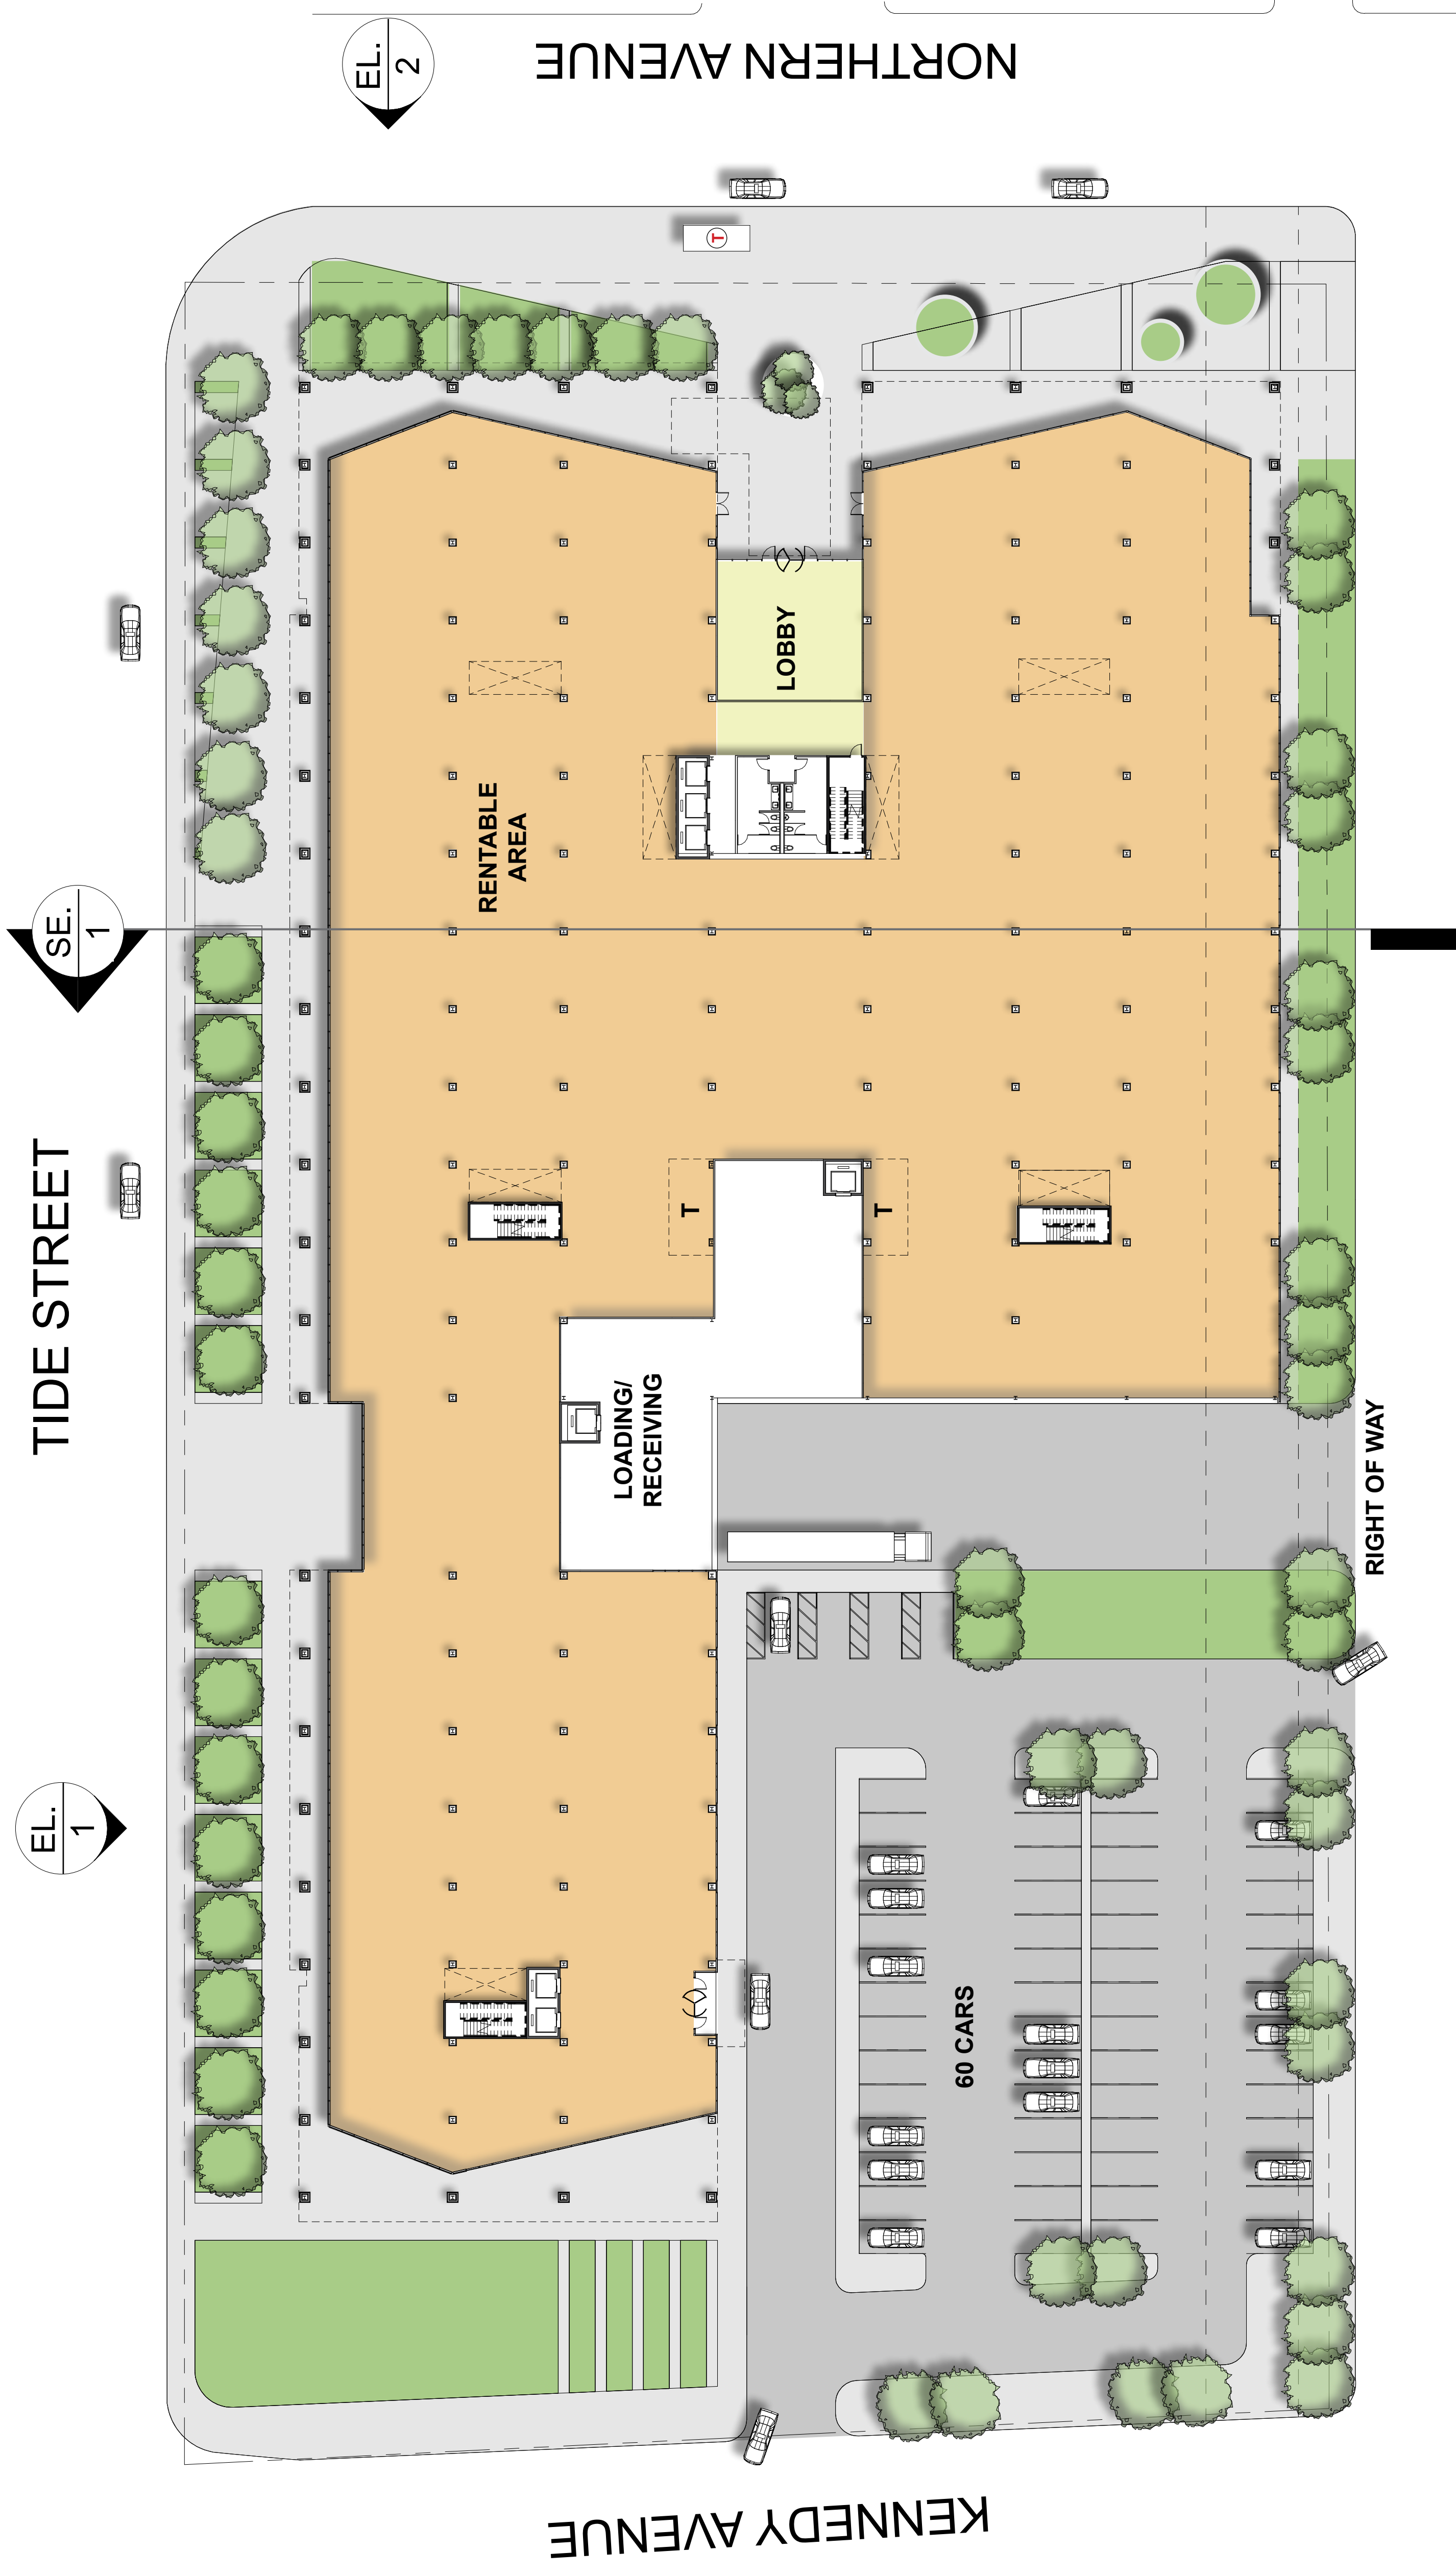 EL.
2
NORTHERN AVENUE
T
LOBBY
RENTABLE
AREA
SE.
1
TIDE STREET
T
T
LOADING/
RECEIVING
RIGHT OF WAY
EL.
1
60 CARS
KENNEDY AVENUE